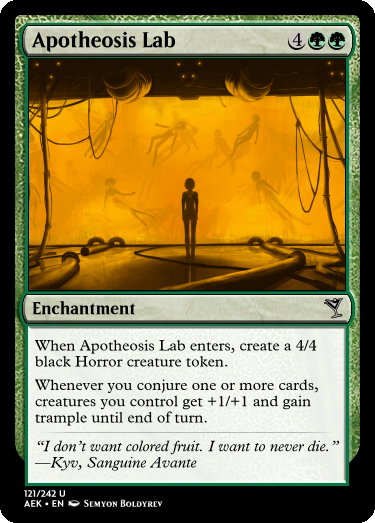 Apotheosis Lab 4
Enchantment
When Apotheosis Lab enters, create a 4/4
black Horror creature token.
Whenever you conjure one or more cards,
creatures you control get +1/+1 and gain
trample until end of turn.
“I don’t want colored fruit. I want to never die.”
—Kyv, Sanguine Avante
121/242 U
AEK • EN Semyon Boldyrev